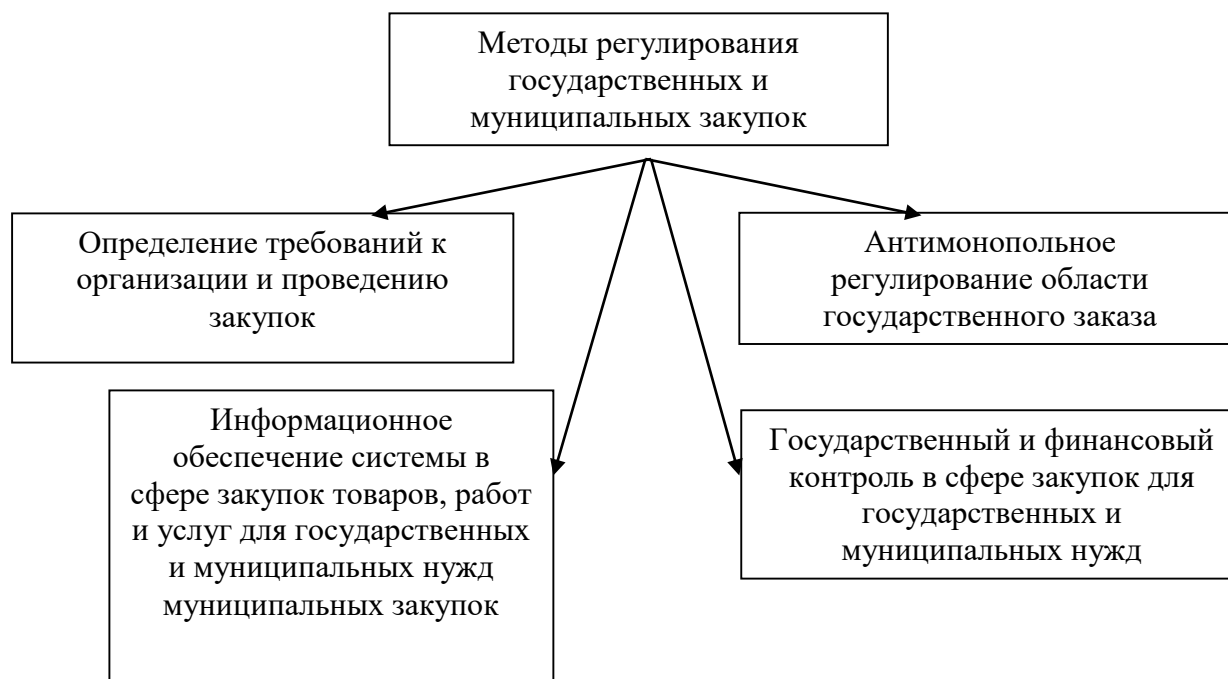 Методы регулирования
государственных и
муниципальных закупок
Определение требований к
организации и проведению
закупок
Антимонопольное
регулирование области
государственного заказа
Информационное
обеспечение системы в
сфере закупок товаров, работ
и услуг для государственных
и муниципальных нужд
муниципальных закупок
Государственный и финансовый
контроль в сфере закупок для
государственных и
муниципальных нужд